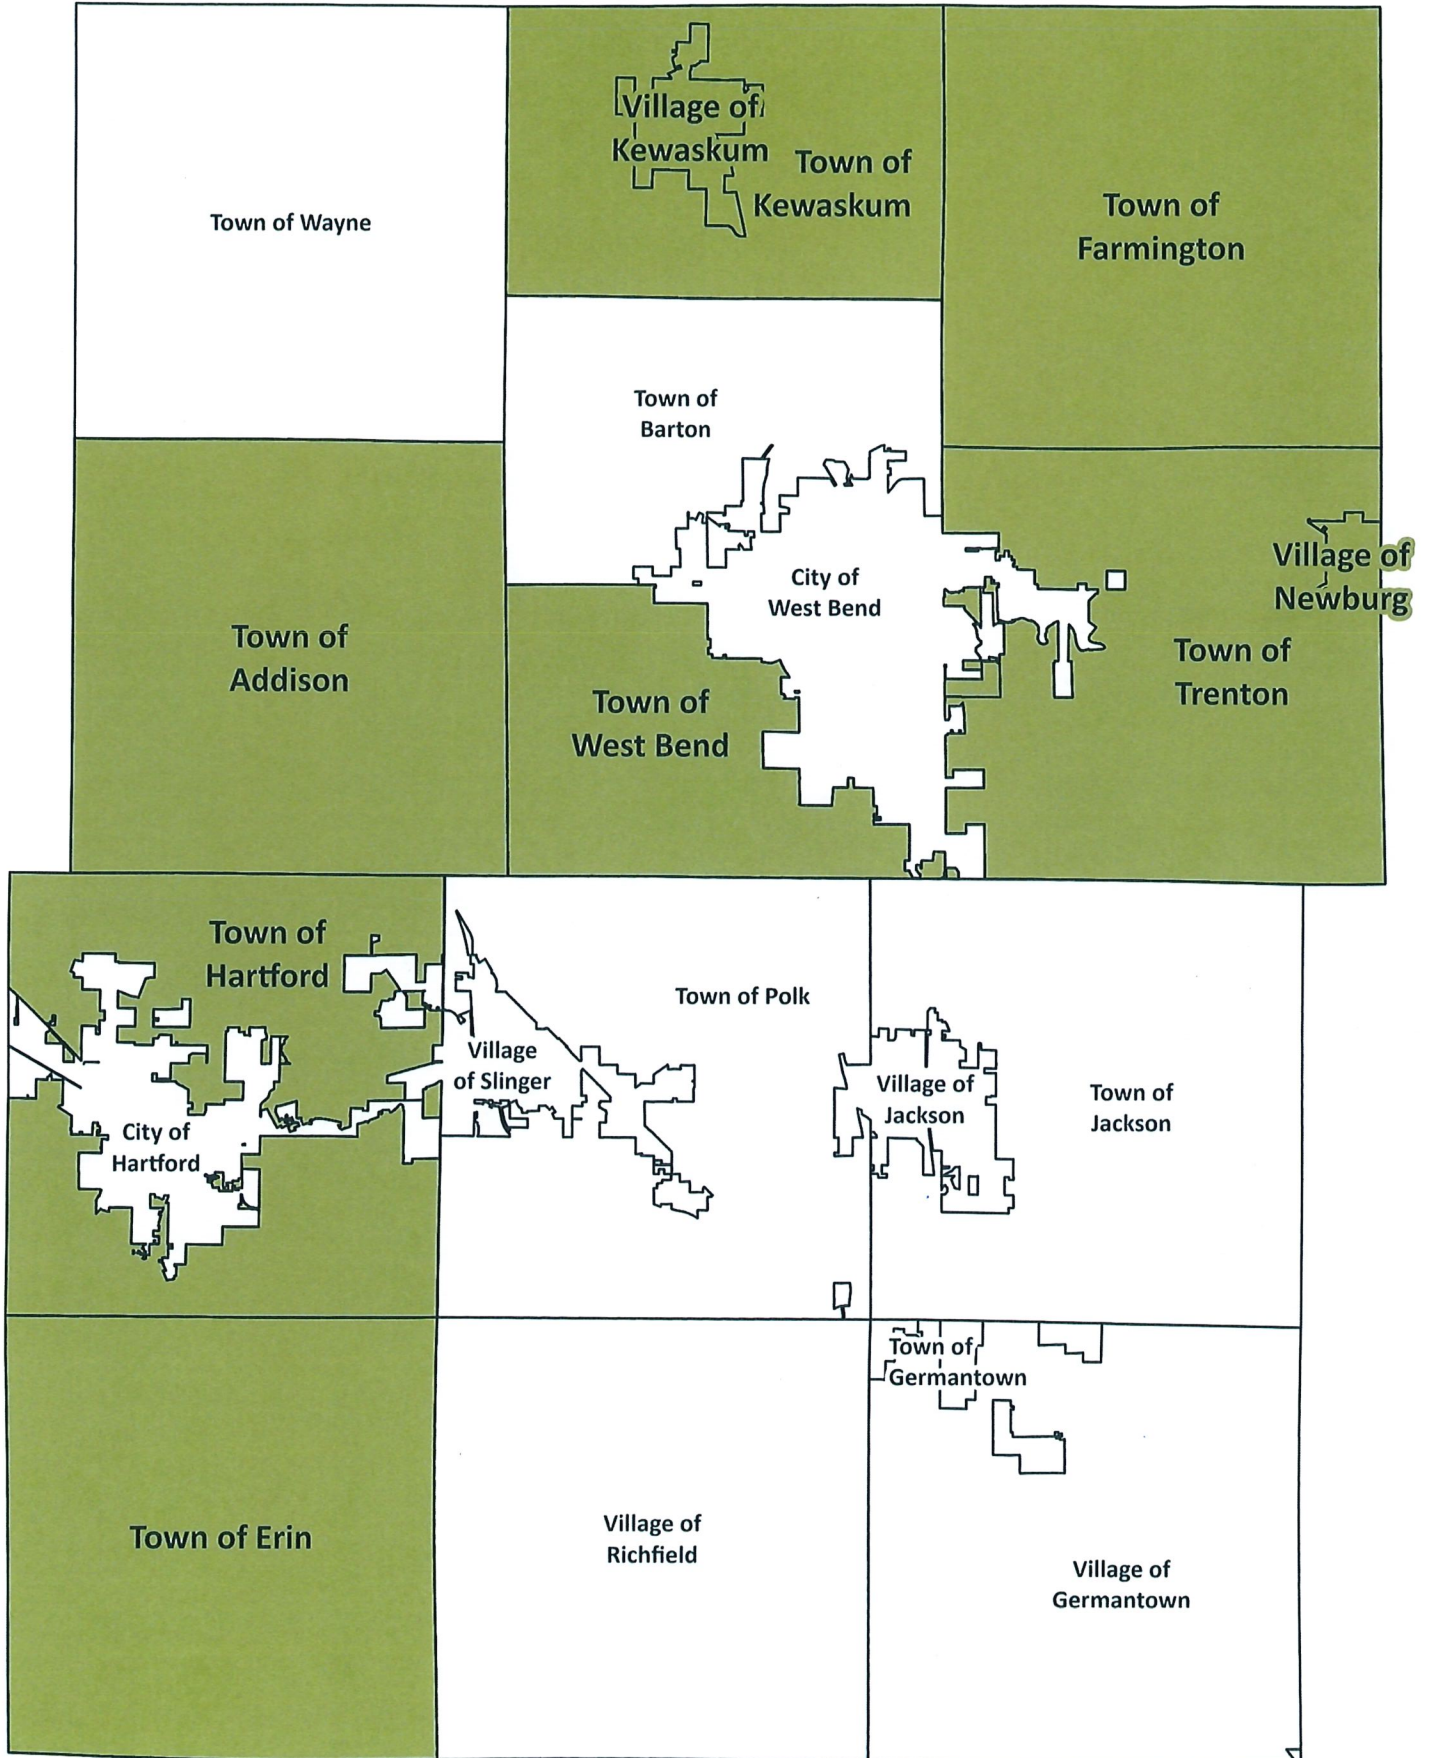 Village of
Kewaskum
Town of
Kewaskum
Town of
Farmington
Town of Wayne
Town of
Barton
City of
West Bend
Village of
Newburg
Town of
Trenton
Town of
Addison
Town of
West Bend
Town of
Hartford
Town of Polk
Village
of Slinger
Village of
Jackson
Town of
Jackson
City of
Hartford
Town of
Germantown
Town of Erin
Village of
Richfield
Village of
Germantown